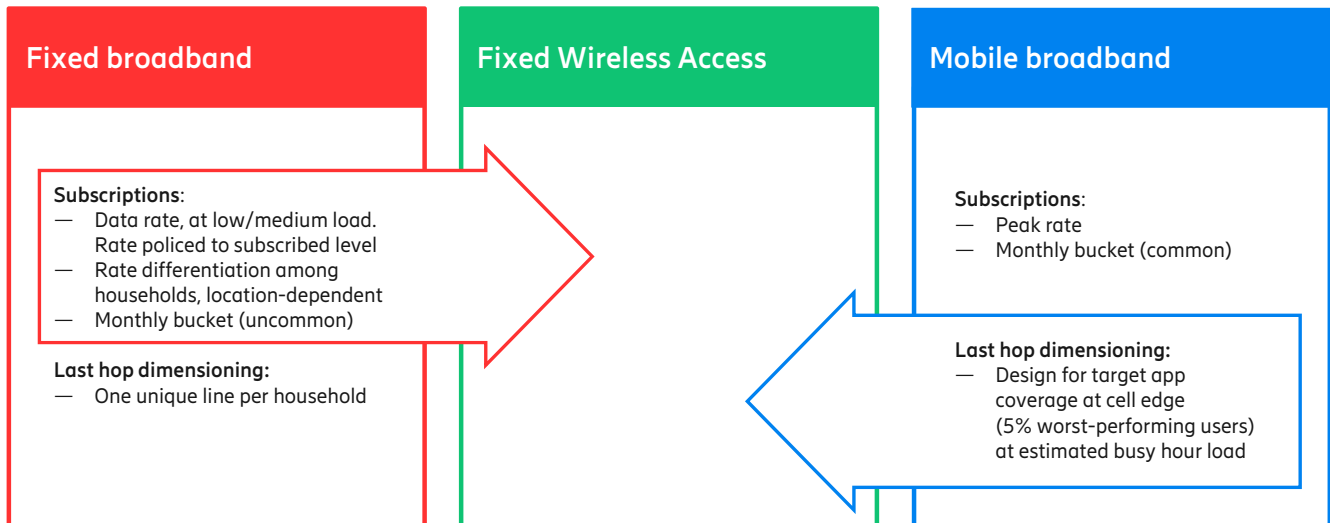 Fixed broadband
Subscriptions:
— Data rate, at low/medium load.
Rate policed to subscribed level
— Rate differentiation among
households, location-dependent
— Monthly bucket (uncommon)
Last hop dimensioning:
— One unique line per household
Fixed Wireless Access
Mobile broadband
Subscriptions:
— Peak rate
— Monthly bucket (common)
Last hop dimensioning:
— Design for target app
coverage at cell edge
(5% worst-performing users)
at estimated busy hour load